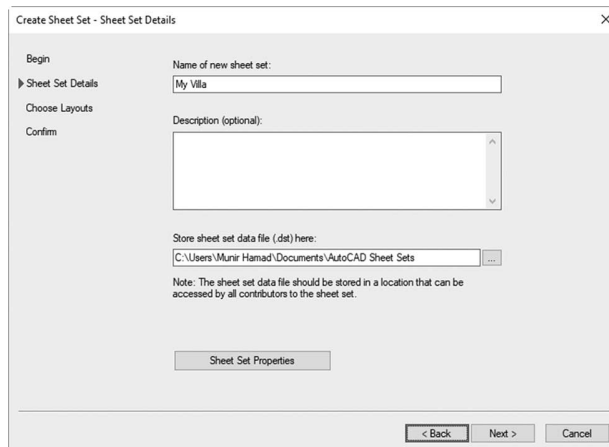 Create Sheet Set - Sheet Set Details
Begin
Sheet Set Details
Choose Layouts
Confirm
Name of new sheet set:
My Villa
Description (optional):
Store sheet set data file (.dst) here:
C:\Users\Munir Hamad\Documents\AutoCAD Sheet Sets
...
Note: The sheet set data file should be stored in a location that can be
accessed by all contributors to the sheet set.
Sheet Set Properties
< Back
Next >
Cancel